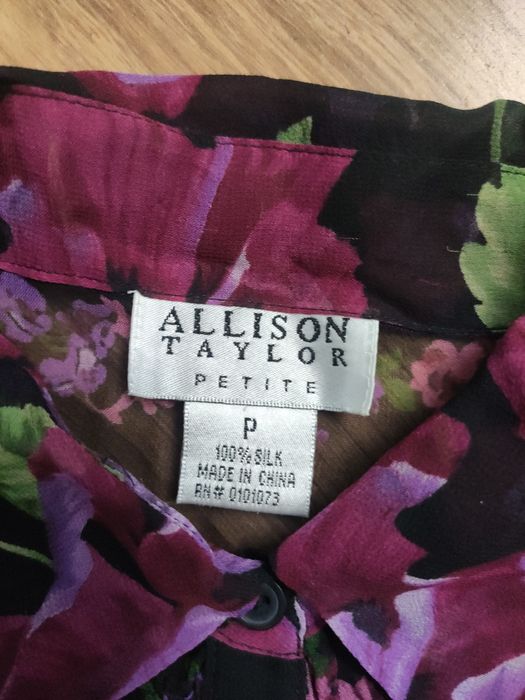 ALLISON
TAYLOR
PETITE
P
100% SILK
MADE IN CHINA
RN# 0101073